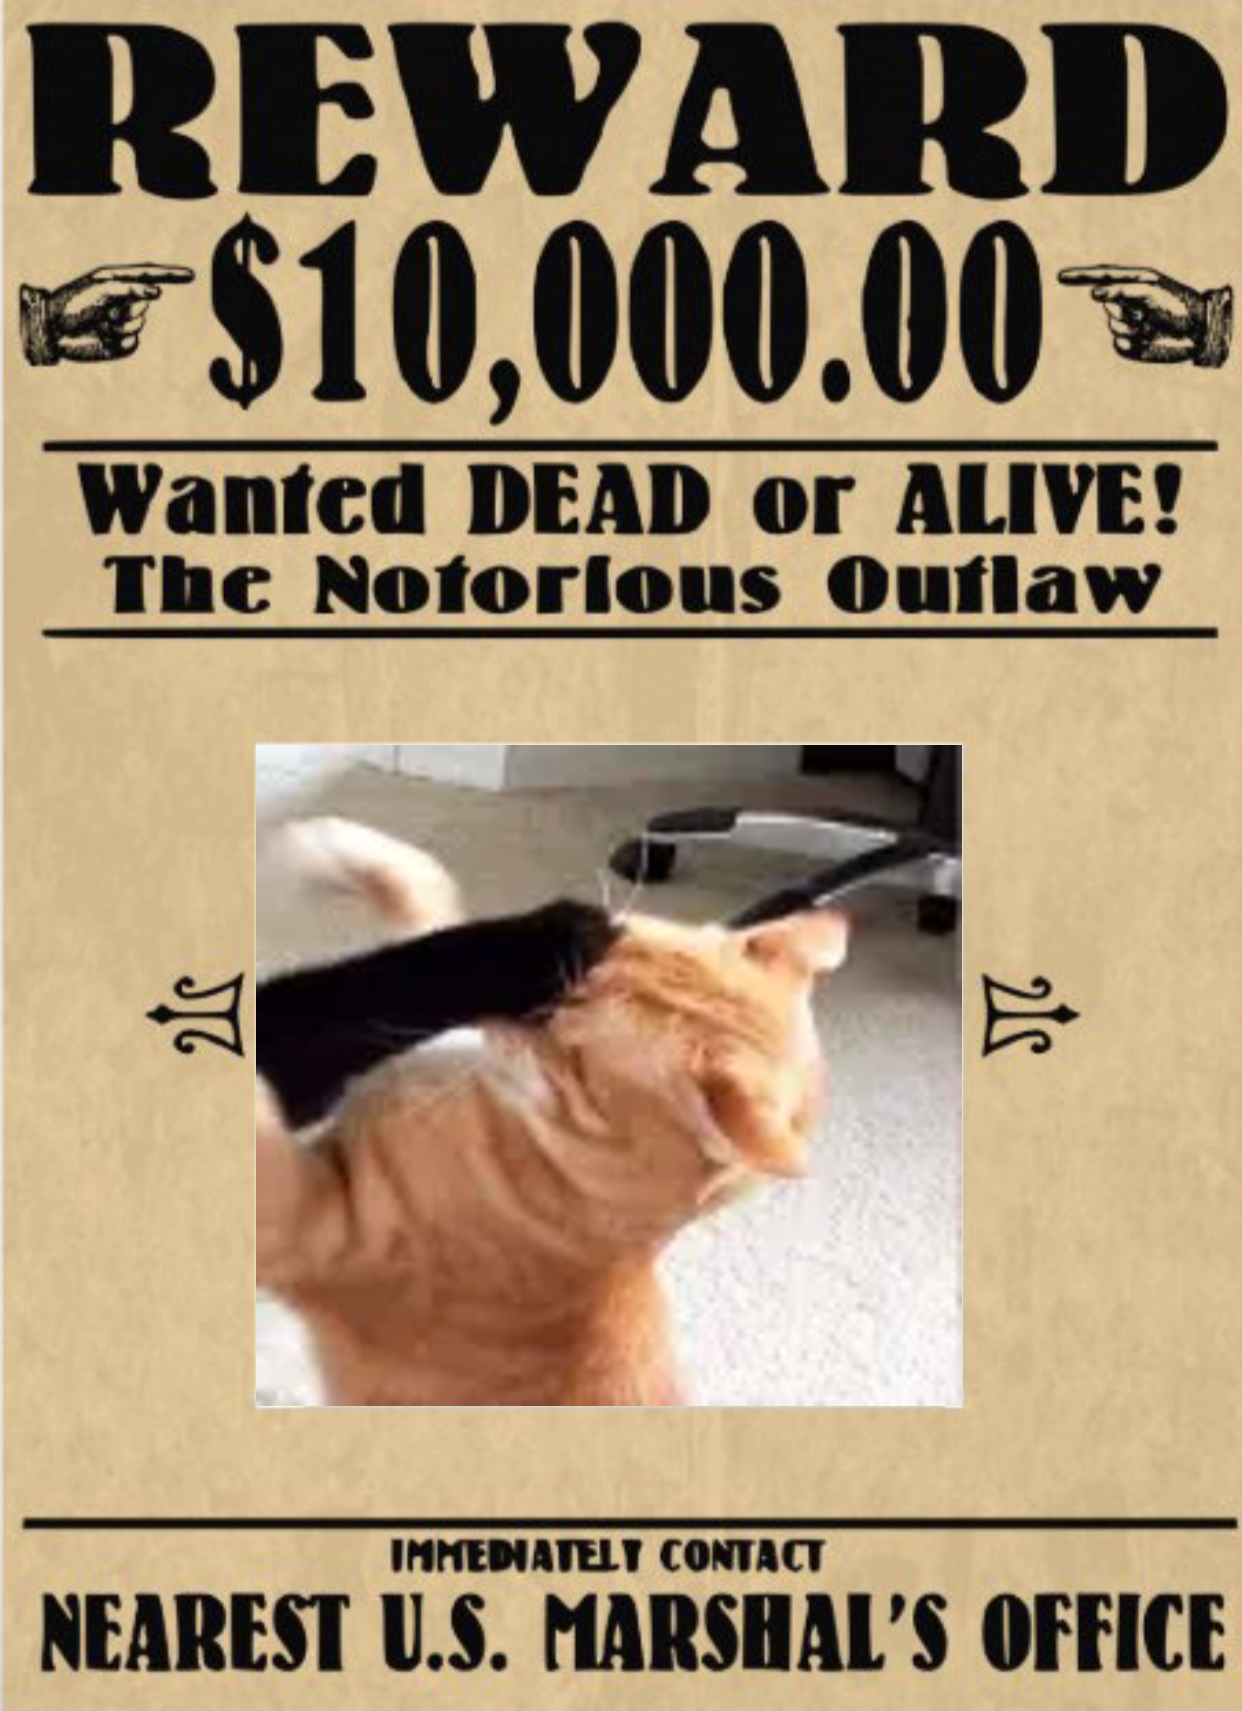 REWARD
$10,000.00
Wanted DEAD or ALIVE!
The Notorious Outlaw
IMMEDIATELY CONTACT
NEAREST U.S. MARSHAL'S OFFICE